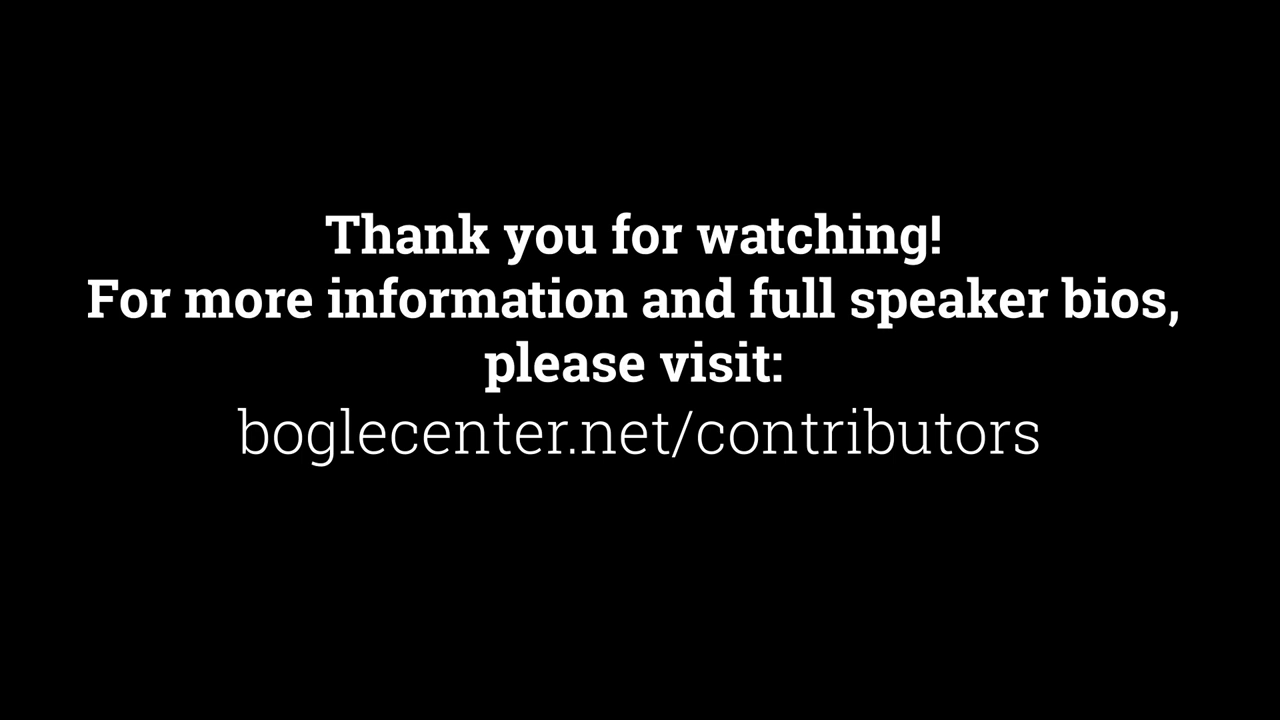 Thank you for watching!
For more information and full speaker bios,
please visit:
boglecenter.net/contributors